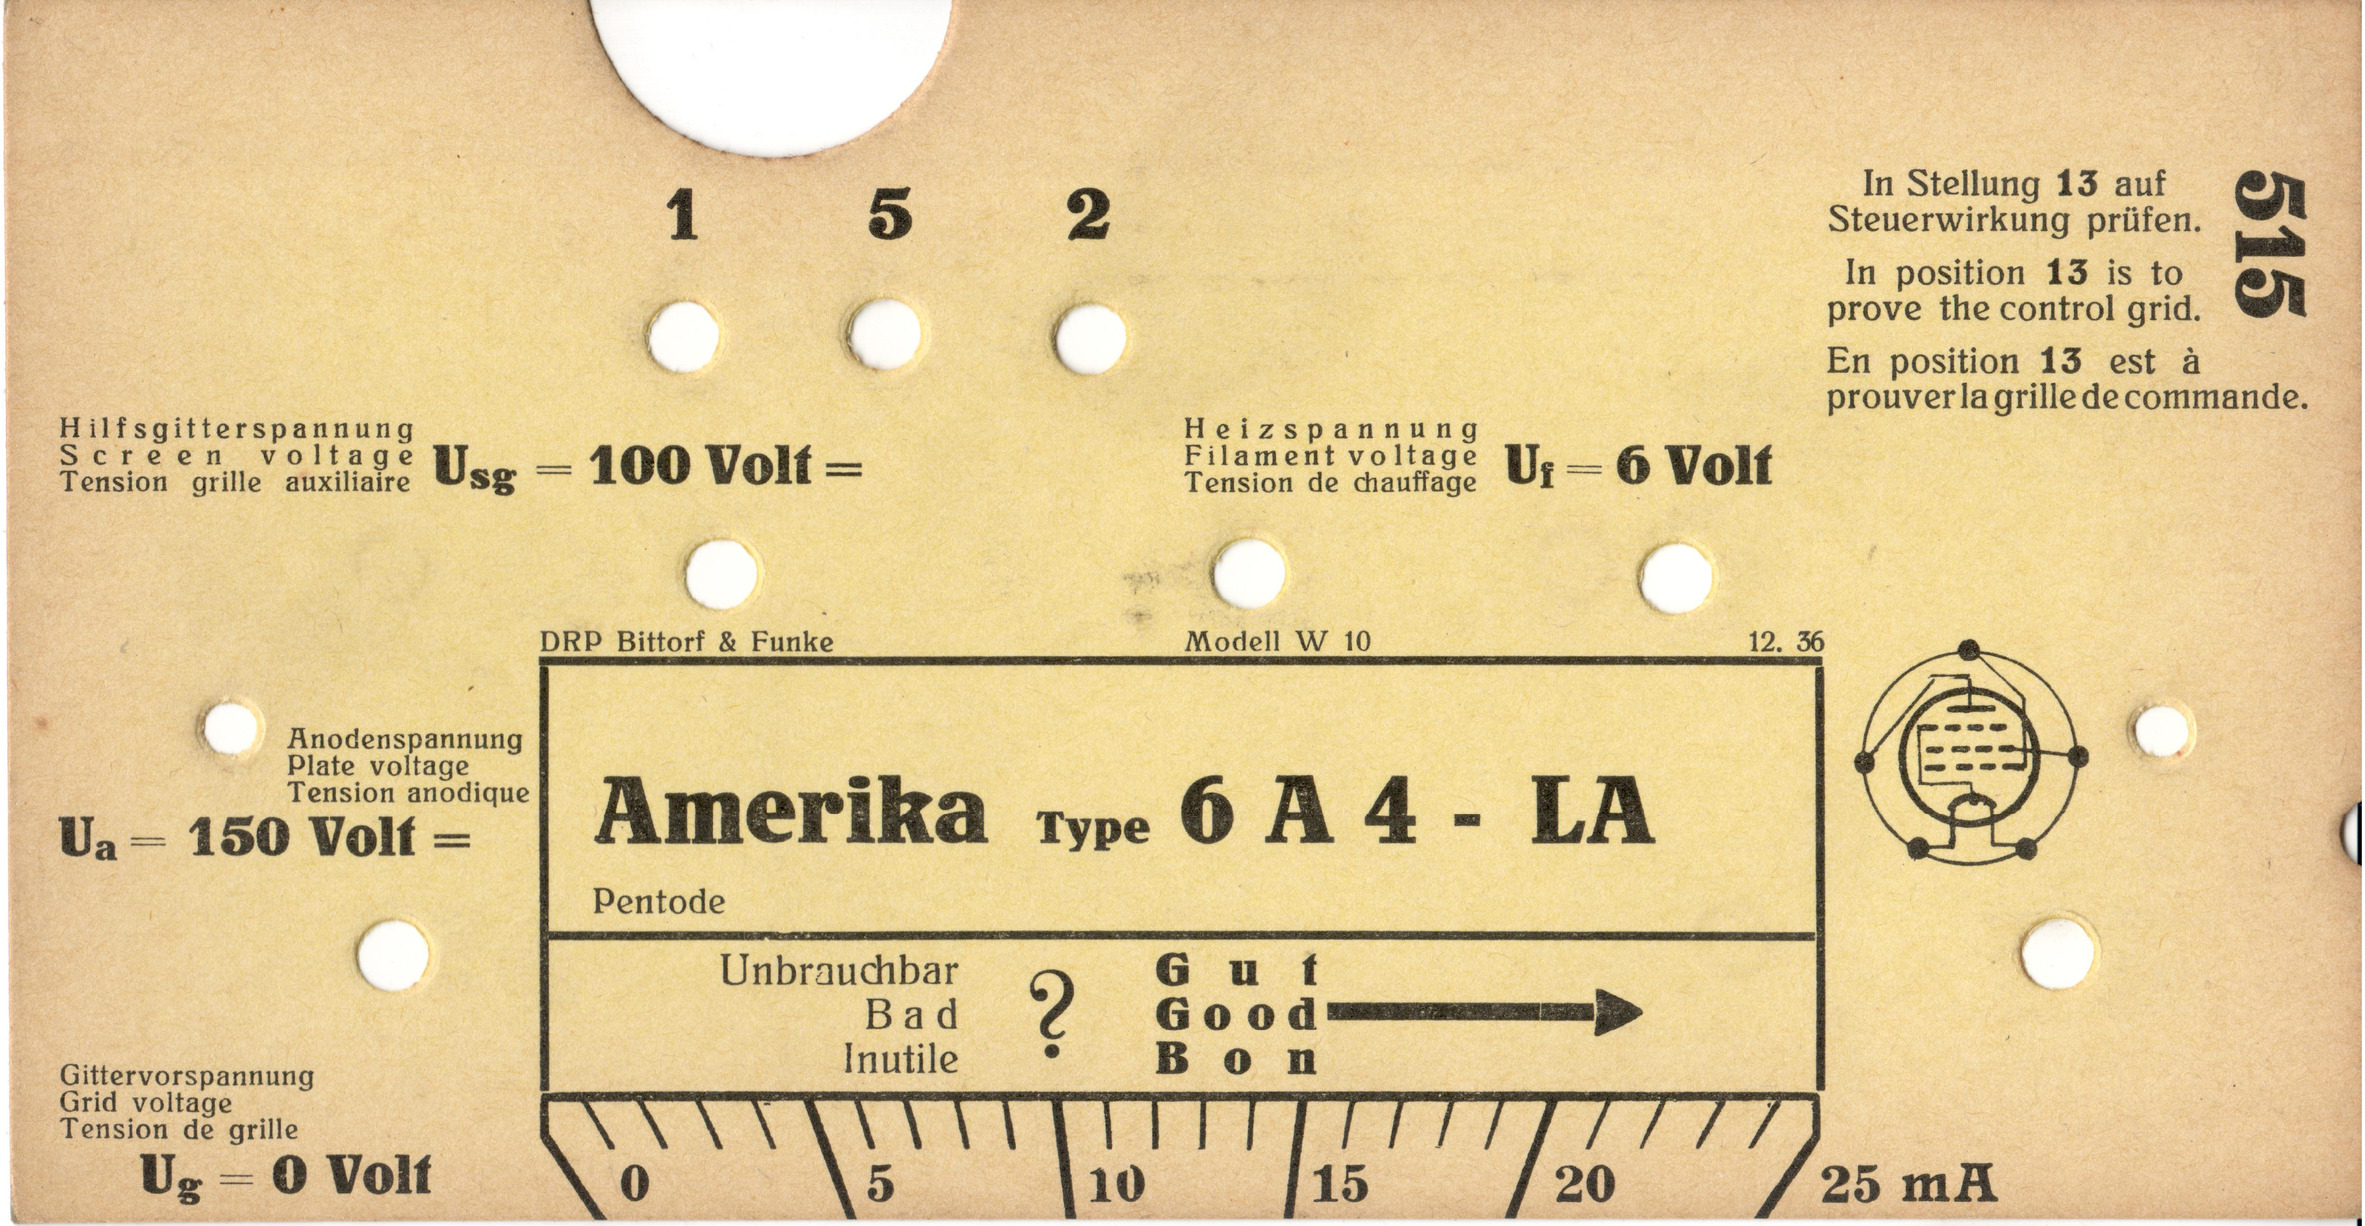 1 5 2
In Stellung 13 auf
Steuerwirkung prüfen.
In position 13 is to
prove the control grid.
En position 13 est à
prouver la grille de commande.
515
Hilfsgitterspannung
Screen voltage
Tension grille auxiliaire
Usg = 100 Volt =
Heizspannung
Filament voltage
Tension de chauffage
Uf = 6 Volt
DRP Bittorf & Funke Modell W 10 12. 36
Anodenspannung
Plate voltage
Tension anodique
Ua = 150 Volt =
Amerika Type 6 A 4 - LA
Pentode
Unbrauchbar
Bad
Inutile
?
Gut
Good
Bon
Gittervorspannung
Grid voltage
Tension de grille
Ug = 0 Volt
0 5 10 15 20 25 mA